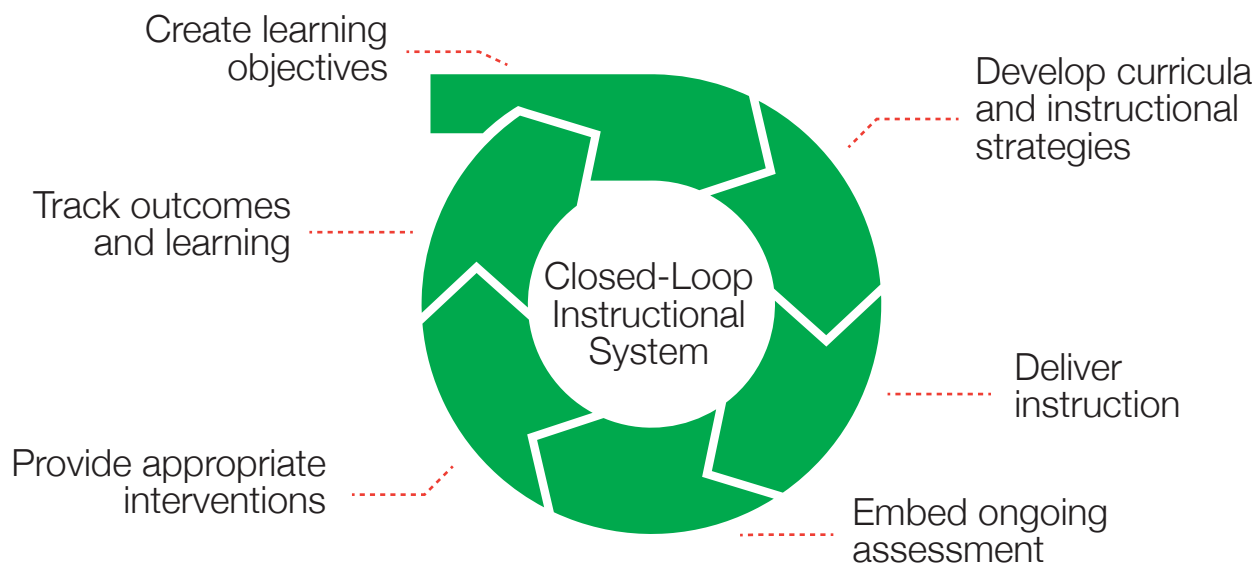 Create learning
objectives
Develop curricula
and instructional
strategies
Track outcomes
and learning
Closed-Loop
Instructional
System
Deliver
instruction
Provide appropriate
interventions
Embed ongoing
assessment